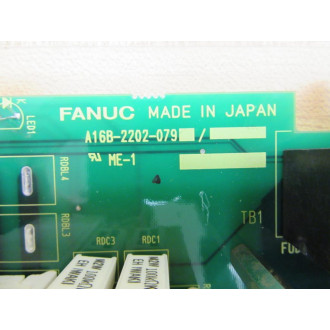 LED1
FANUC MADE IN JAPAN
A16B-2202-079 /
ME-1
RDBL4
RDBL3
TB1
RDC3 RDC1